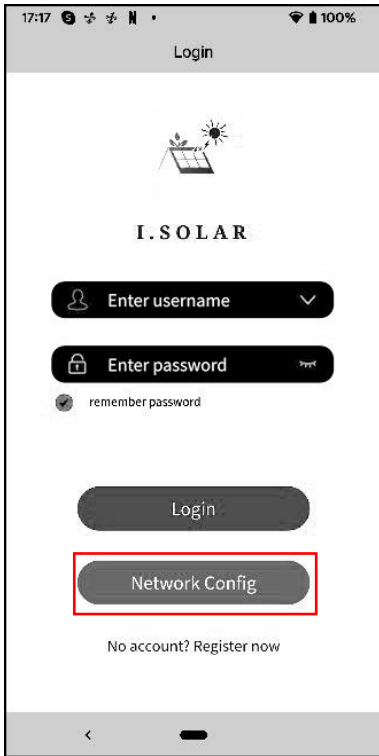 17:17 100%
Login
I.SOLAR
Enter username
Enter password
remember password
Login
Network Config
No account? Register now